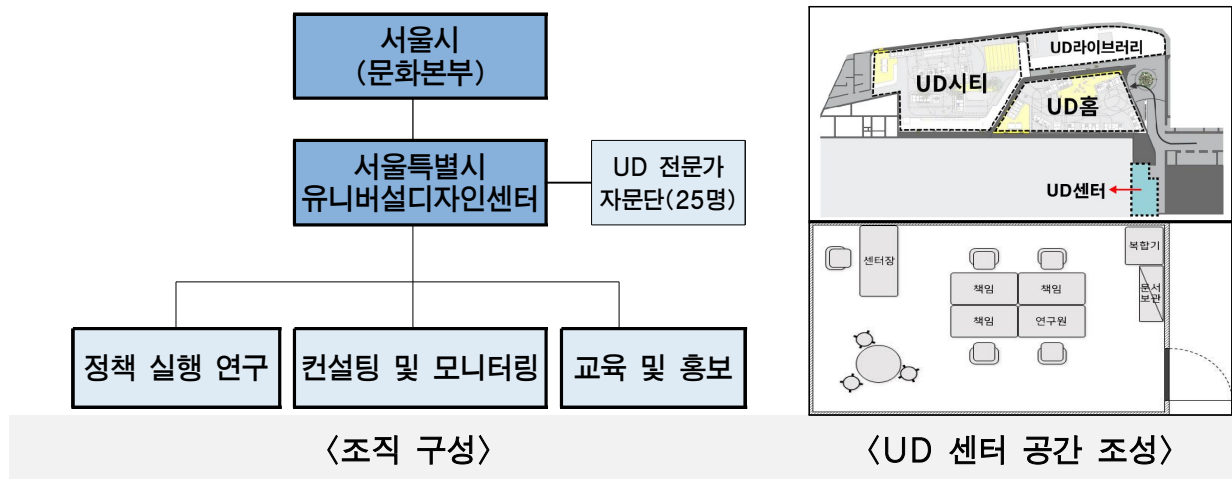 서울시
(문화본부)
서울특별시
유니버설디자인센터
UD 전문가
자문단(25명)
정책 실행 연구
컨설팅 및 모니터링
교육 및 홍보
〈조직 구성〉
UD라이브러리
UD시티
UD홈
UD센터
복합기
센터장
문서
보관
책임
책임
책임
연구원
〈UD 센터 공간 조성〉